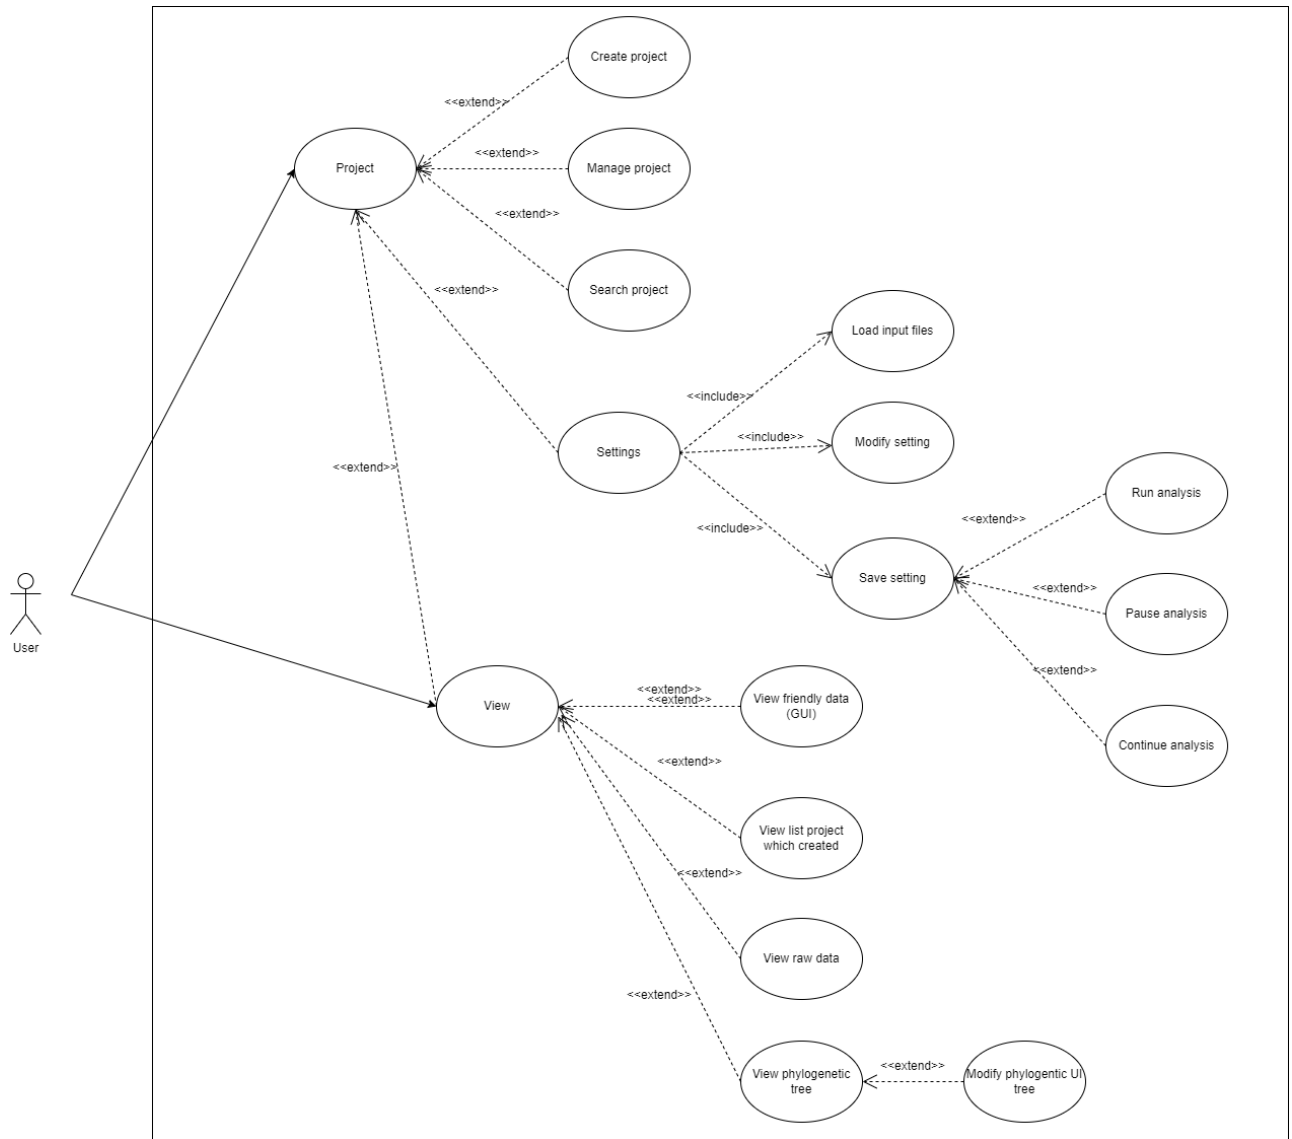 Create project
<<extend>>
<<extend>>
Project
Manage project
<<extend>>
<<extend>>
Search project
Load input files
<<include>>
<<include>>
Modify setting
Settings
<<extend>>
Run analysis
<<include>>
<<extend>>
Save setting
<<extend>>
Pause analysis
User
<<extend>>
<<extend>>
<<extend>>
View
View friendly data
(GUI)
Continue analysis
<<extend>>
View list project
which created
<<extend>>
View raw data
<<extend>>
<<extend>>
View phylogenetic
tree
Modify phylogentic UI
tree